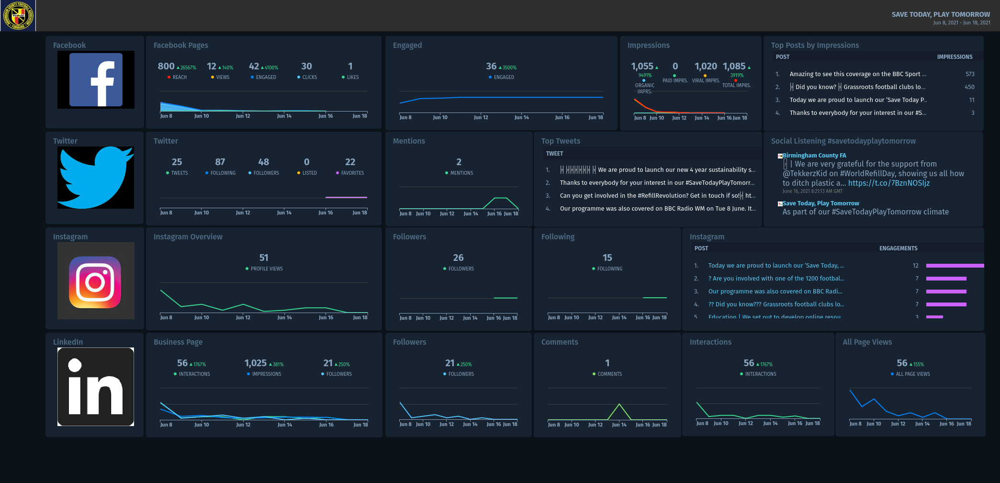 SAVE TODAY, PLAY TOMORROW
Jun 8, 2021 - Jun 18, 2021
BIRMINGHAM COUNTY FOOTBALL ASSOCIATION
FORWARD
Facebook
Facebook Pages
800 ▲26567% 12 ▲140% 42 ▲4100% 30 1
REACH VIEWS ENGAGED CLICKS LIKES
Jun 8 Jun 10 Jun 12 Jun 14 Jun 16 Jun 18
Engaged
36 ▲3500%
ENGAGED
Jun 8 Jun 10 Jun 12 Jun 14 Jun 16 Jun 18
Impressions
1,055 ▲ 0 1,020 1,085 ▲
9491% 3919%
ORGANIC IMPRS. PAID IMPRS. VIRAL IMPRS. TOTAL IMPRS.
Jun 8 Jun 10 Jun 12 Jun 14 Jun 16 Jun 18
Top Posts by Impressions
POST IMPRESSIONS
1. Amazing to see this coverage on the BBC Sport ... 573
2. Did you know? Grassroots football clubs lo... 450
3. Today we are proud to launch our ‘Save Today P.. 11
4. Thanks to everybody for your interest in our #S... 3
Twitter
Twitter
25 87 48 0 22
TWEETS FOLLOWING FOLLOWERS LISTED FAVORITES
Jun 8 Jun 10 Jun 12 Jun 14 Jun 16 Jun 18
Mentions
2
MENTIONS
Jun 8 Jun 10 Jun 12 Jun 14 Jun 16 Jun 18
Top Tweets
TWEET
1. We are proud to launch our new 4 year sustainability s...
2. Thanks to everybody for your interest in our #SaveTodayPlayTomorr...
3. Can you get involved in the #RefillRevolution? Get in touch if so! ht...
4. Our programme was also covered on BBC Radio WM on Tue 8 June. It...
Social Listening #savetodayplaytomorrow
Birmingham County FA
| We are very grateful for the support from
@TekkerzKid on #WorldRefillDay, showing us all how
to ditch plastic a... https://t.co/7BznNOSIjz
June 16, 2021 8:21:13 AM GMT
Save Today, Play Tomorrow
As part of our #SaveTodayPlayTomorrow climate
Instagram
Instagram Overview
51
PROFILE VIEWS
Jun 8 Jun 10 Jun 12 Jun 14 Jun 16 Jun 18
Followers
26
FOLLOWERS
Jun 8 Jun 10 Jun 12 Jun 14 Jun 16 Jun 18
Following
15
FOLLOWING
Jun 8 Jun 10 Jun 12 Jun 14 Jun 16 Jun 18
Instagram
POST ENGAGEMENTS
1. Today we are proud to launch our ‘Save Today, ... 12
2. ? Are you involved with one of the 1200 footbal... 7
3. Our programme was also covered on BBC Radi... 7
4. ?? Did you know??? Grassroots football clubs lo... 7
5. Education | We set out to develop online resou 3
LinkedIn
in
Business Page
56 ▲1767% 1,025 ▲381% 21 ▲250%
INTERACTIONS IMPRESSIONS FOLLOWERS
Jun 8 Jun 10 Jun 12 Jun 14 Jun 16 Jun 18
Followers
21 ▲250%
FOLLOWERS
Jun 8 Jun 10 Jun 12 Jun 14 Jun 16 Jun 18
Comments
1
COMMENTS
Jun 8 Jun 10 Jun 12 Jun 14 Jun 16 Jun 18
Interactions
56 ▲1767%
INTERACTIONS
Jun 8 Jun 10 Jun 12 Jun 14 Jun 16 Jun 18
All Page Views
56 ▲155%
ALL PAGE VIEWS
Jun 8 Jun 10 Jun 12 Jun 14 Jun 16 Jun 18